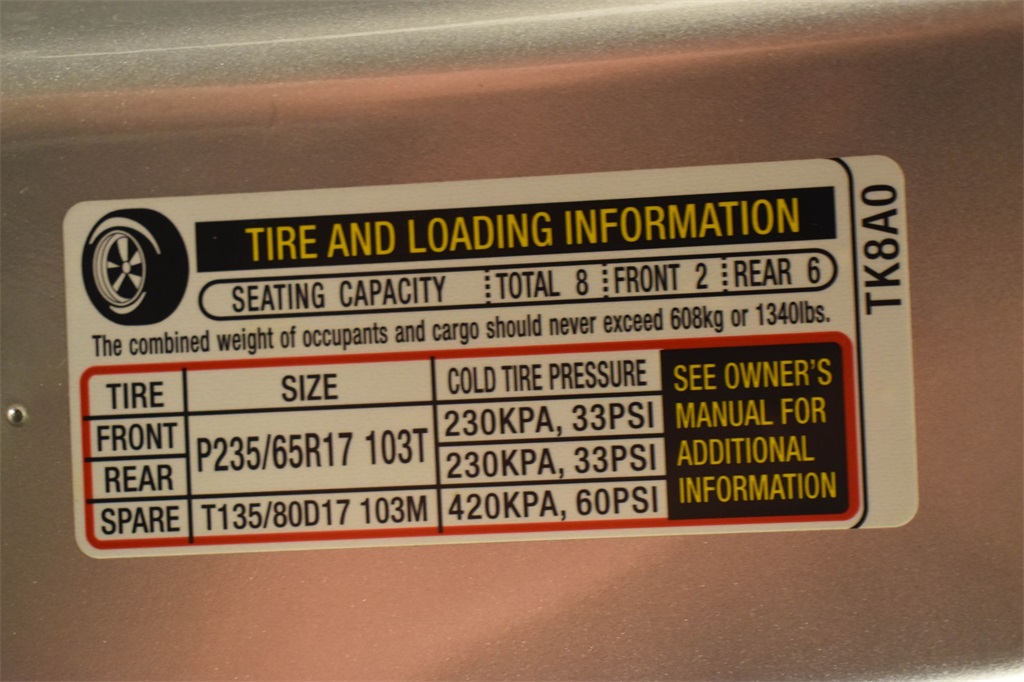 TIRE AND LOADING INFORMATION
SEATING CAPACITY TOTAL 8 FRONT 2 REAR 6
The combined weight of occupants and cargo should never exceed 608kg or 1340lbs.
TIRE SIZE COLD TIRE PRESSURE
FRONT P235/65R17 103T 230KPA, 33PSI
REAR 230KPA, 33PSI
SPARE T135/80D17 103M 420KPA, 60PSI
SEE OWNER'S
MANUAL FOR
ADDITIONAL
INFORMATION
TK8A0